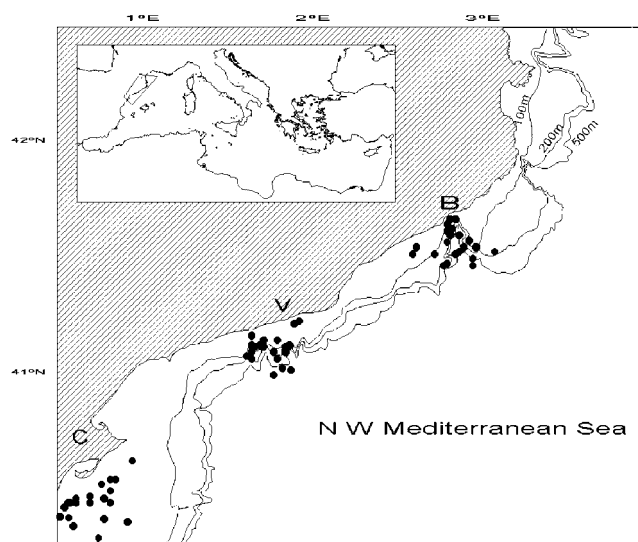 1ºE 2ºE 3ºE
42ºN
100m
200m
500m
B
V
41ºN
C
N W Mediterranean Sea